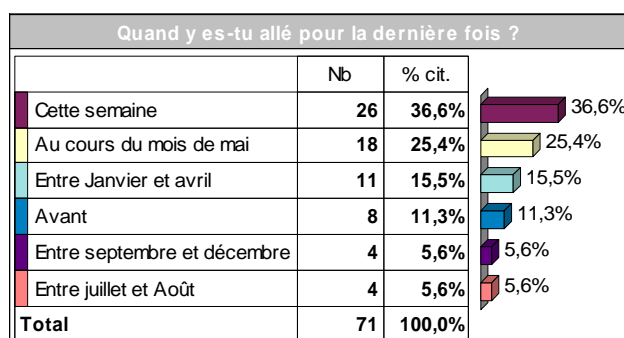 Quand y es-tu allé pour la dernière fois ?
Nb % cit.
Cette semaine 26 36,6% 36,6%
Au cours du mois de mai 18 25,4% 25,4%
Entre Janvier et avril 11 15,5% 15,5%
Avant 8 11,3% 11,3%
Entre septembre et décembre 4 5,6% 5,6%
Entre juillet et Août 4 5,6% 5,6%
Total 71 100,0%